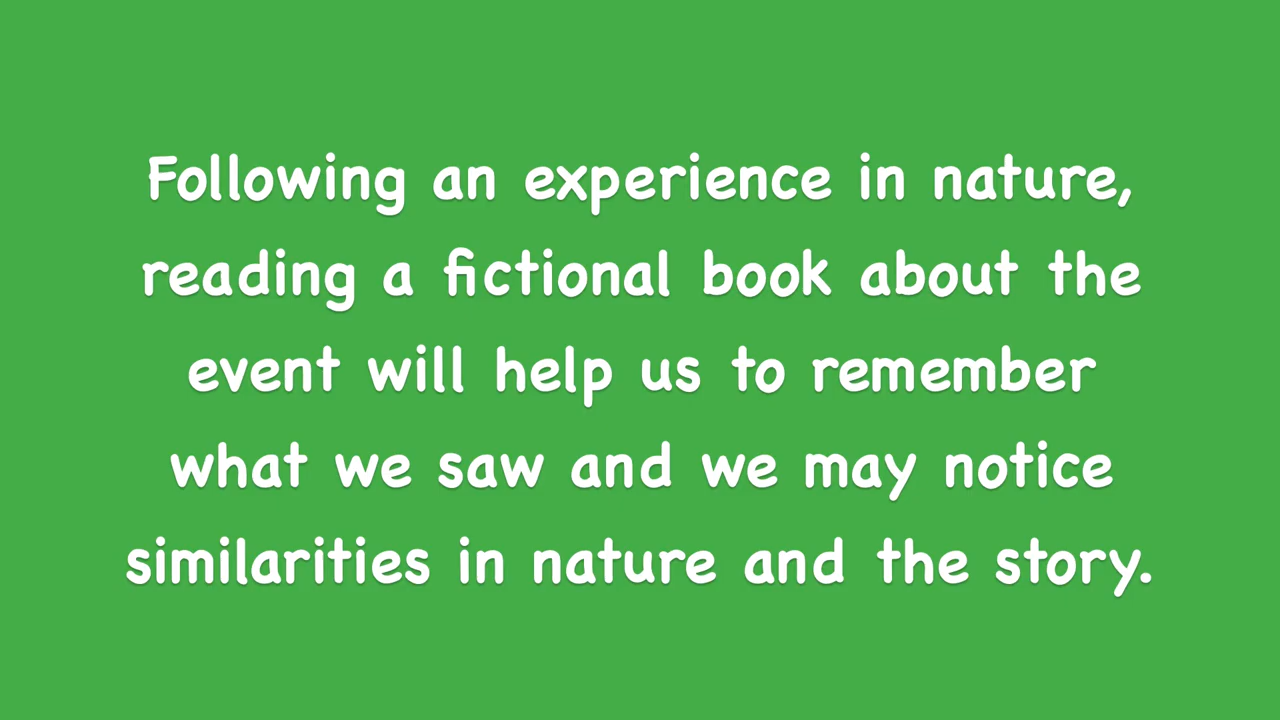 Following an experience in nature,
reading a fictional book about the
event will help us to remember
what we saw and we may notice
similarities in nature and the story.